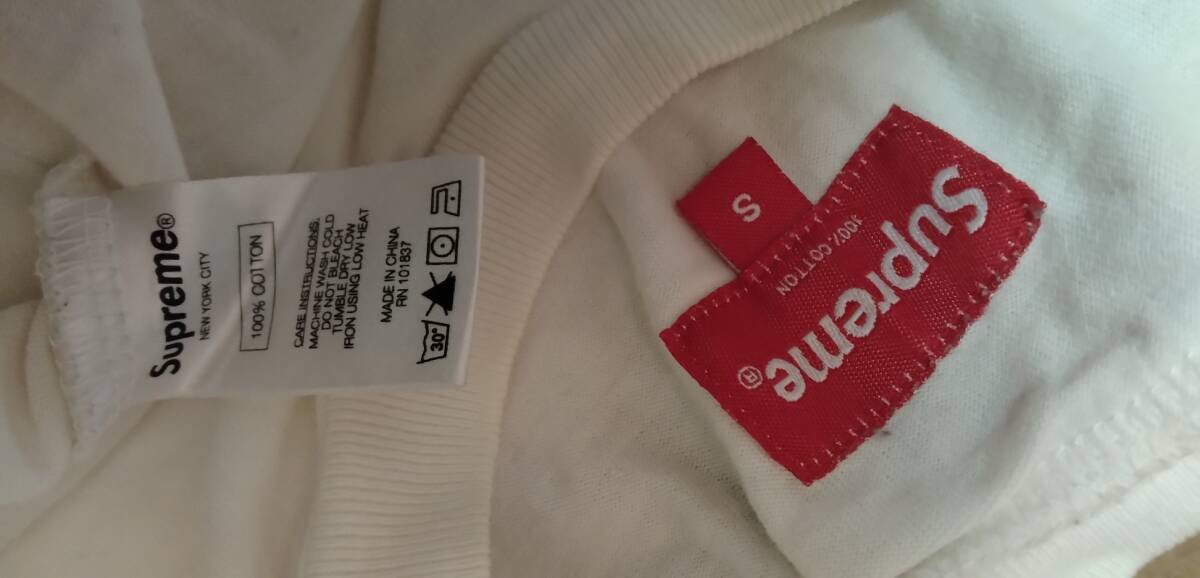 Supreme®
NEW YORK CITY
100% COTTON
CARE INSTRUCTIONS:
MACHINE WASH COLD
DO NOT BLEACH
TUMBLE DRY LOW
IRON USING LOW HEAT
MADE IN CHINA
RN 101837
30°
S
Supreme®
100% COTTON